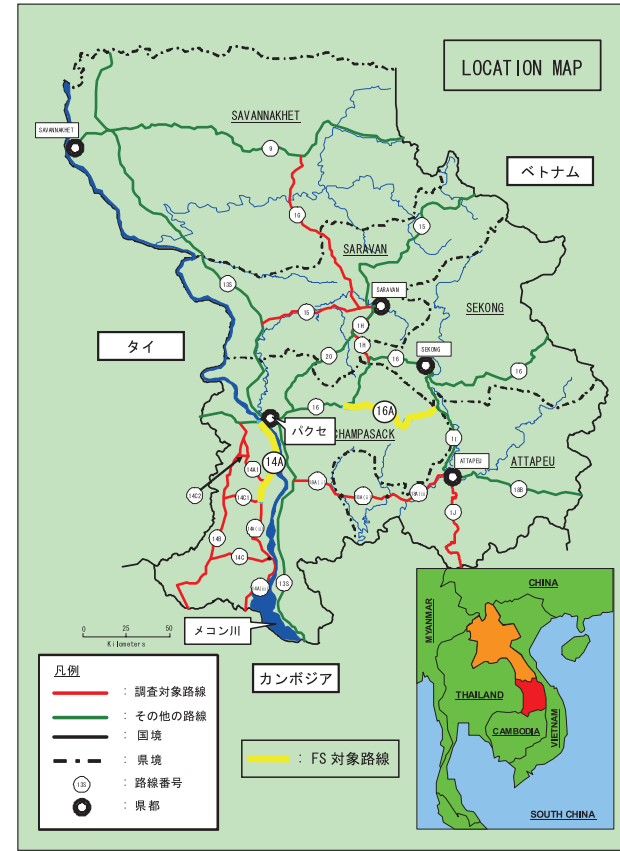 LOCATION MAP
SAVANNAKHET
SAVANNAKHET
9
ベトナム
16
15
SARAVAN
13S
SARAVAN
SEKONG
15
1H
タイ
1H
20
16
SEKONG
16
16
16A
パクセ
CHAMPASACK
1I
14A
ATTAPEU
ATTAPEU
14A1
14C2
18B
14C1
1J
14B
14C
13S
0 25 50
Kilometers
メコン川
カンボジア
凡例
: 調査対象路線
: その他の路線
: 国境
: 県境
13S : 路線番号
: 県都
: FS 対象路線
CHINA
MYANMAR
THAILAND
CAMBODIA
VIETNAM
SOUTH CHINA